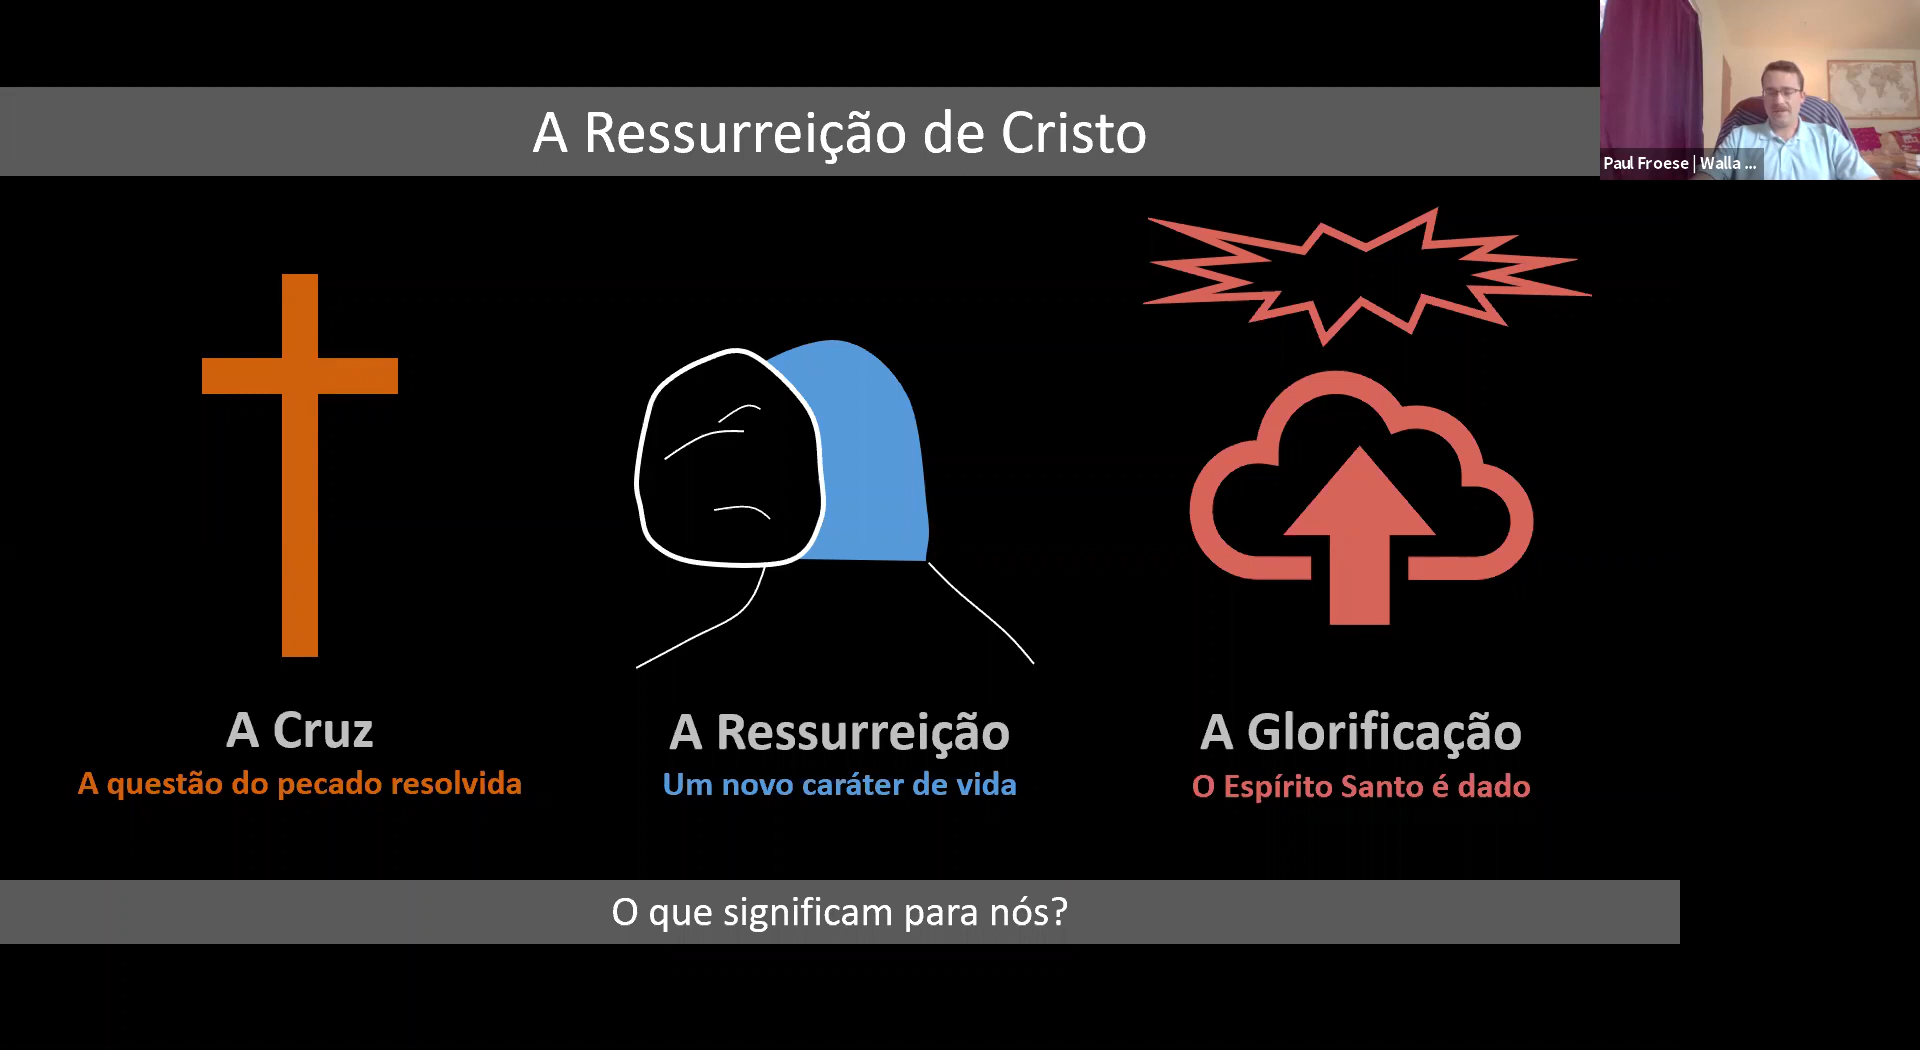 A Ressurreição de Cristo
Paul Froese | Walla ...
A Cruz
A questão do pecado resolvida
A Ressurreição
Um novo caráter de vida
A Glorificação
O Espírito Santo é dado
O que significam para nós?